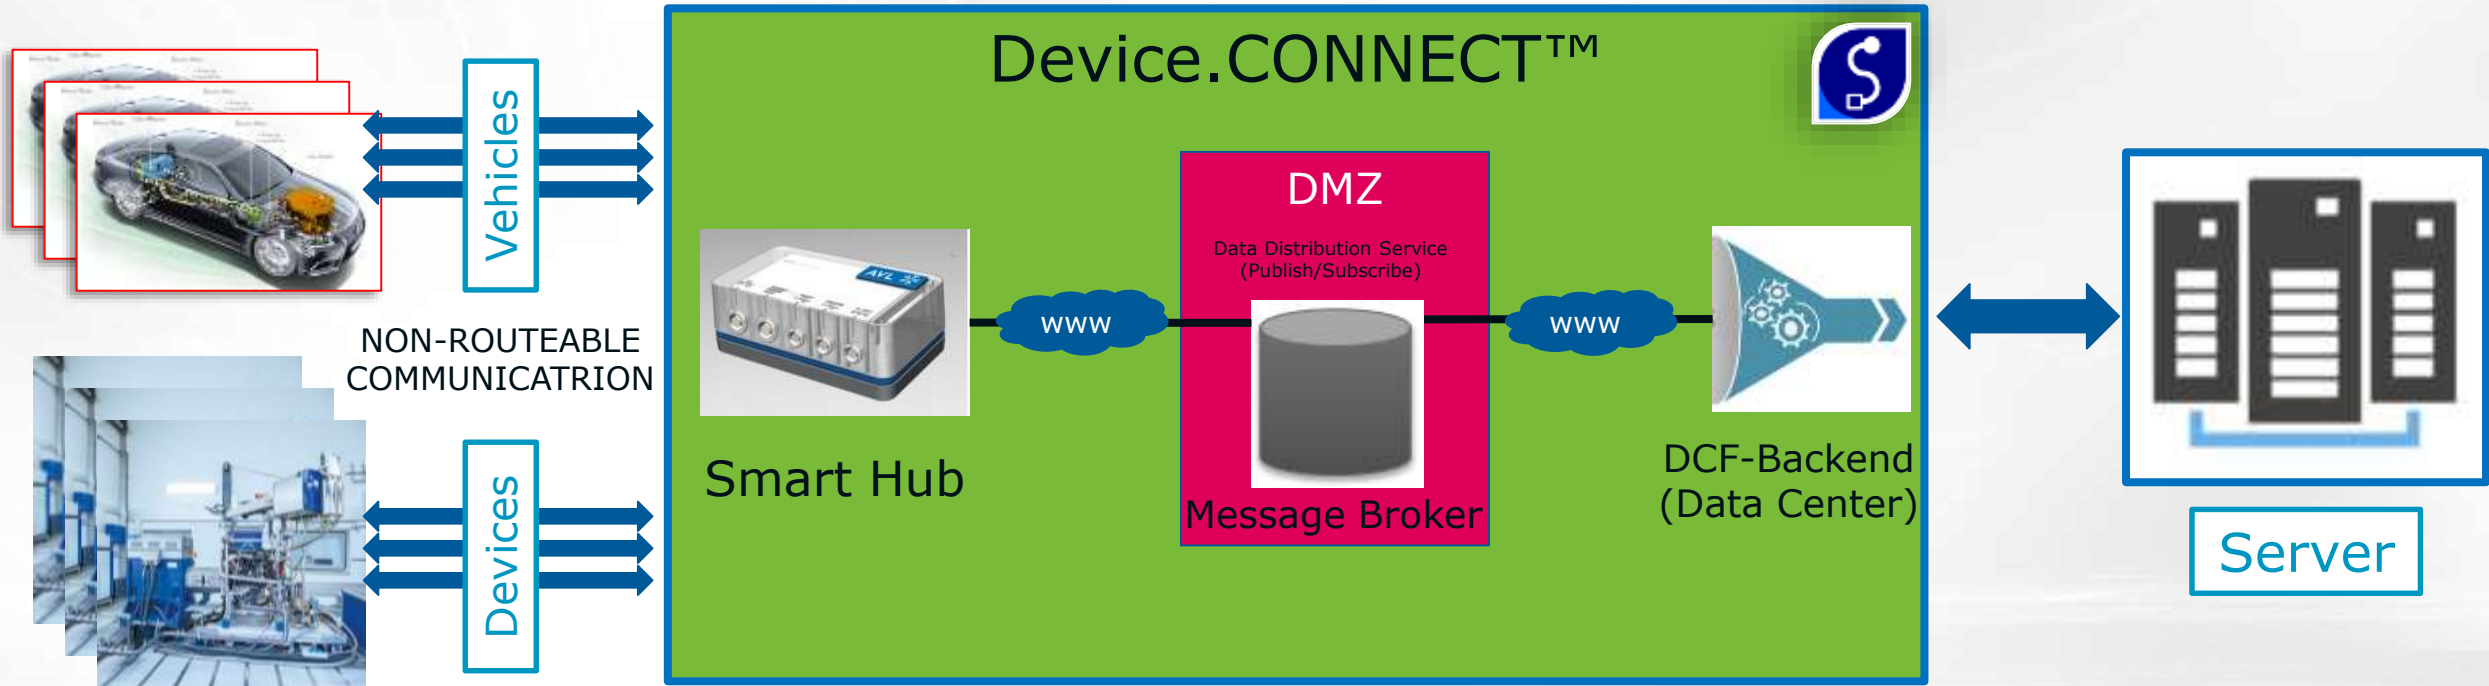 Device.CONNECT™
Vehicles
DMZ
Data Distribution Service
(Publish/Subscribe)
AVL
www
www
NON-ROUTEABLE
COMMUNICATRION
Smart Hub
Message Broker
DCF-Backend
(Data Center)
Devices
Server